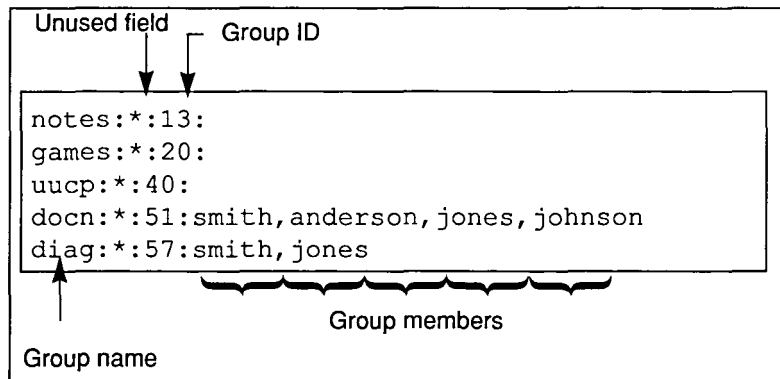 Unused field Group ID
notes:*:13:
games:*:20:
uucp:*:40:
docn:*:51:smith,anderson,jones,johnson
diag:*:57:smith,jones
Group members
Group name